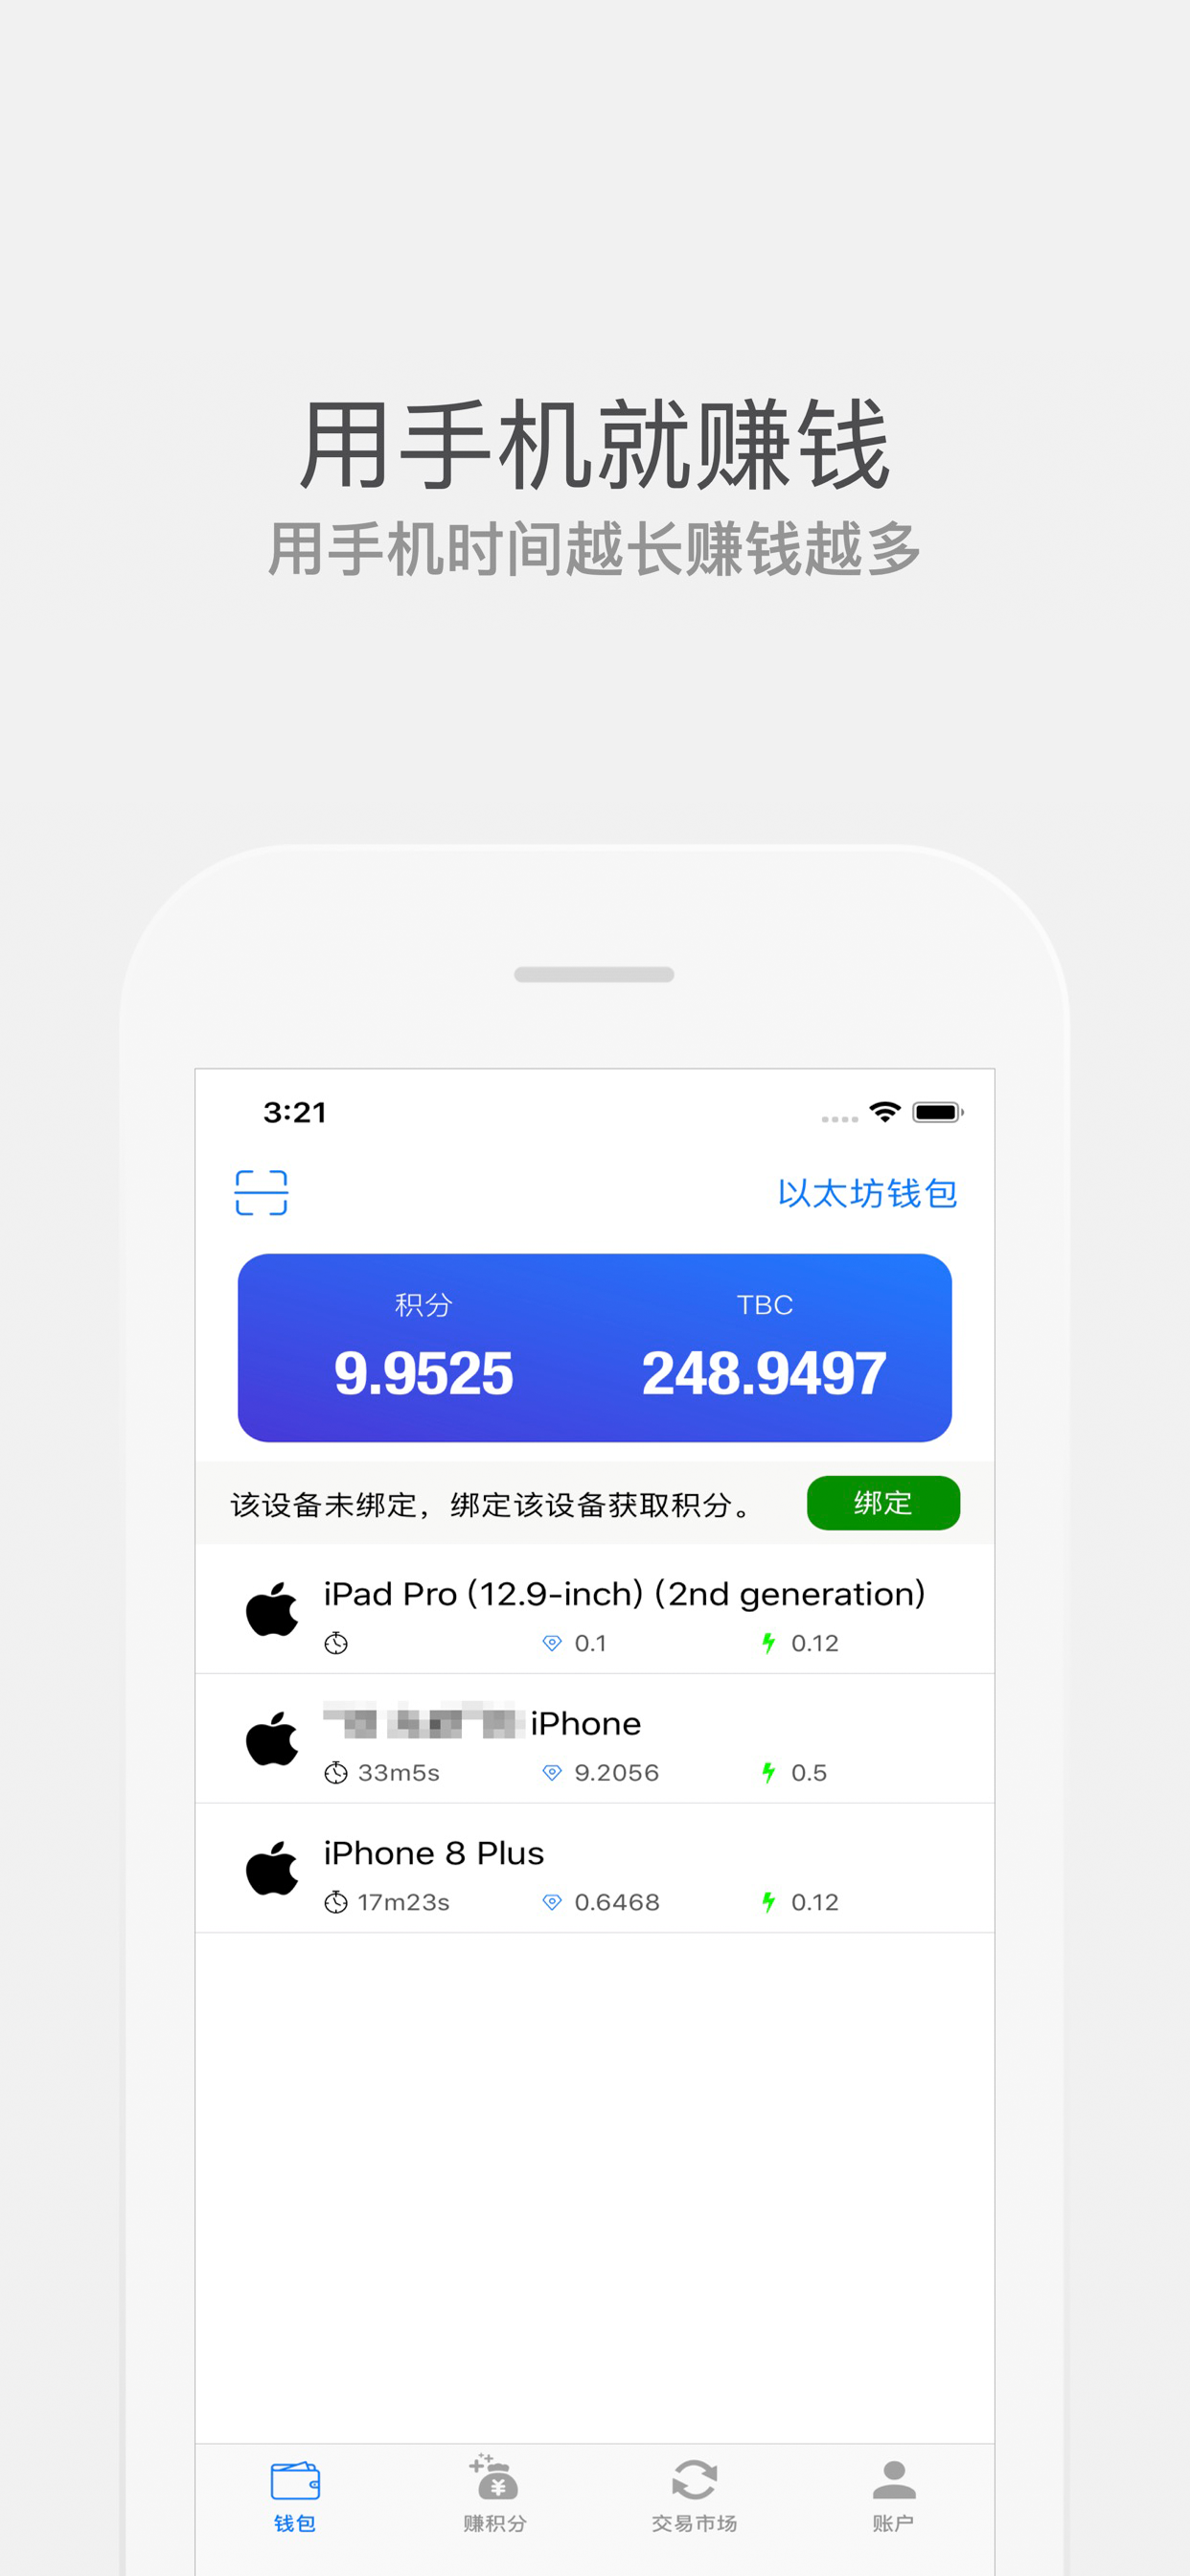 用手机就赚钱
用手机时间越长赚钱越多
3:21
以太坊钱包
积分 TBC
9.9525 248.9497
该设备未绑定，绑定该设备获取积分。 绑定
iPad Pro (12.9-inch) (2nd generation)
0.1 0.12
iPhone
33m5s 9.2056 0.5
iPhone 8 Plus
17m23s 0.6468 0.12
钱包 赚积分 交易市场 账户